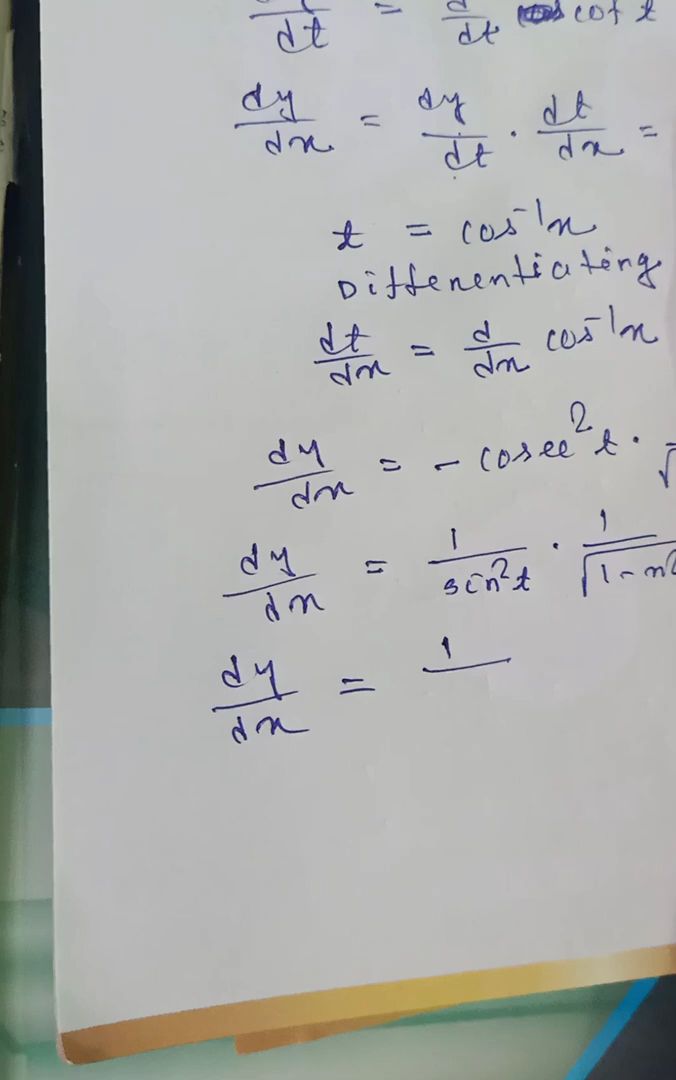 dt = d/dt cot t
dy/dx = dy/dt . dt/dx =
t = cos⁻¹x
Differentiating
dt/dx = d/dx cos⁻¹x
dy/dx = - cosec²t . √
dy/dx = 1/sin²t . 1/√1-x²
dy/dx = 1